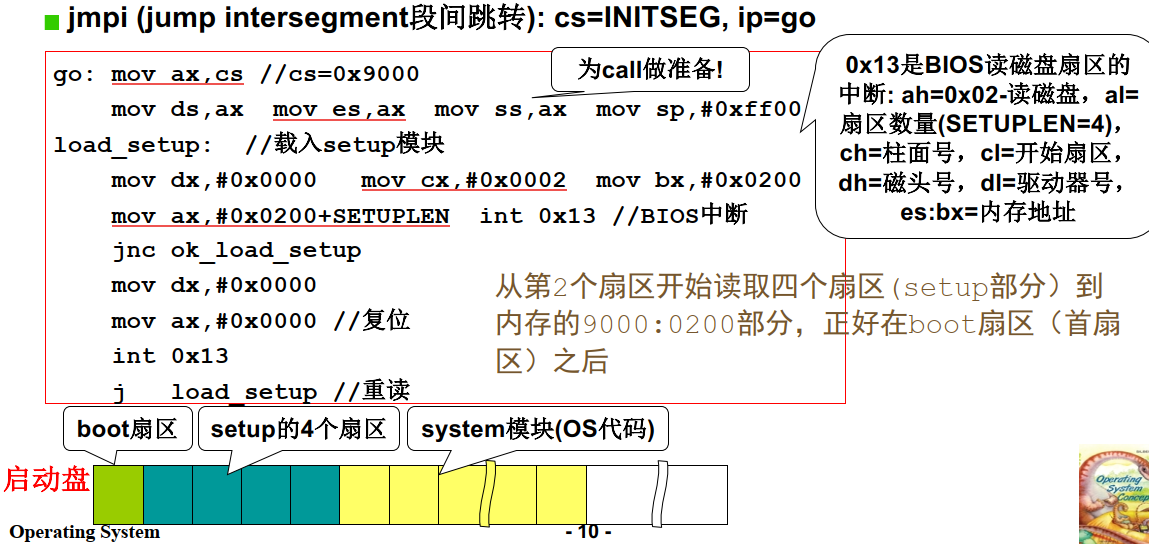 jmpi (jump intersegment段间跳转): cs=INITSEG, ip=go
go: mov ax,cs //cs=0x9000
mov ds,ax mov es,ax mov ss,ax mov sp,#0xff00
load_setup: //载入setup模块
mov dx,#0x0000 mov cx,#0x0002 mov bx,#0x0200
mov ax,#0x0200+SETUPLEN int 0x13 //BIOS中断
jnc ok_load_setup
mov dx,#0x0000
mov ax,#0x0000 //复位
int 0x13
j load_setup //重读
为call做准备!
0x13是BIOS读磁盘扇区的
中断: ah=0x02-读磁盘，al=
扇区数量(SETUPLEN=4)，
ch=柱面号，cl=开始扇区，
dh=磁头号，dl=驱动器号，
es:bx=内存地址
从第2个扇区开始读取四个扇区(setup部分）到
内存的9000:0200部分，正好在boot扇区（首扇
区）之后
boot扇区
setup的4个扇区
system模块(OS代码)
启动盘
Operating System
- 10 -
Operating
System
Concep